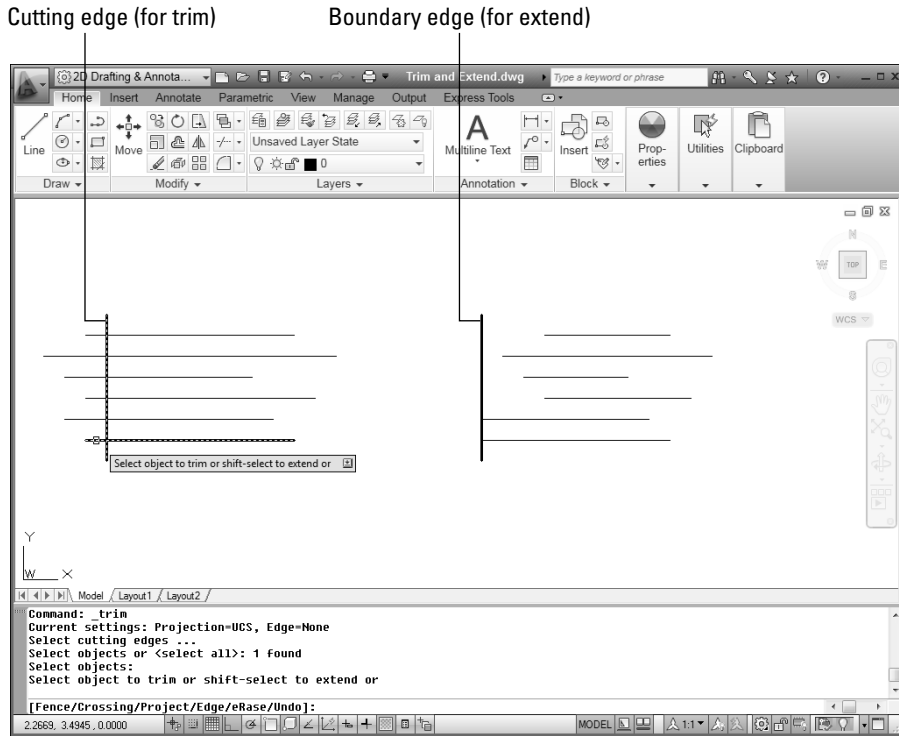 Cutting edge (for trim)
Boundary edge (for extend)
2D Drafting & Annota...
Trim and Extend.dwg
Type a keyword or phrase
Home Insert Annotate Parametric View Manage Output Express Tools
Line
Move
Unsaved Layer State
0
A
Multiline Text
Insert
Prop-
erties
Utilities
Clipboard
Draw
Modify
Layers
Annotation
Block
N
W
TOP
E
S
WCS
Select object to trim or shift-select to extend or
Y
W
X
Model Layout1 Layout2
Command: _trim
Current settings: Projection=UCS, Edge=None
Select cutting edges ...
Select objects or <select all>: 1 found
Select objects:
Select object to trim or shift-select to extend or
[Fence/Crossing/Project/Edge/eRase/Undo]:
2.2669, 3.4945, 0.0000
MODEL
1:1